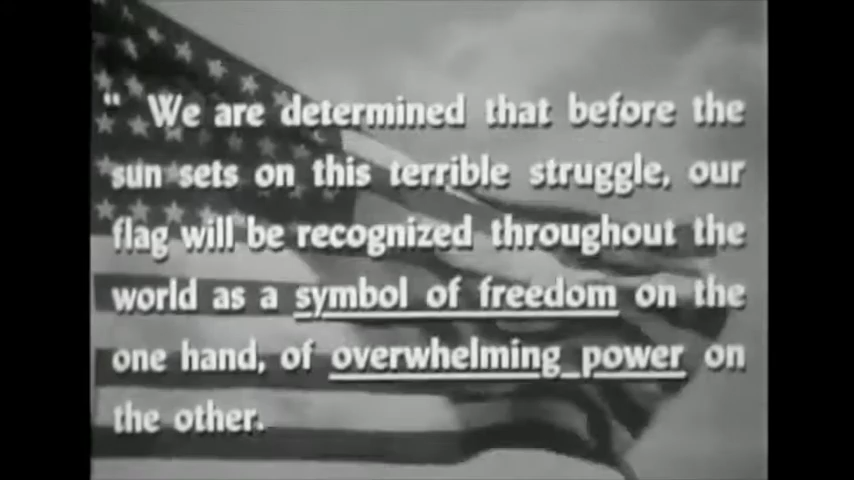 " We are determined that before the
sun sets on this terrible struggle, our
flag will be recognized throughout the
world as a symbol of freedom on the
one hand, of overwhelming power on
the other.